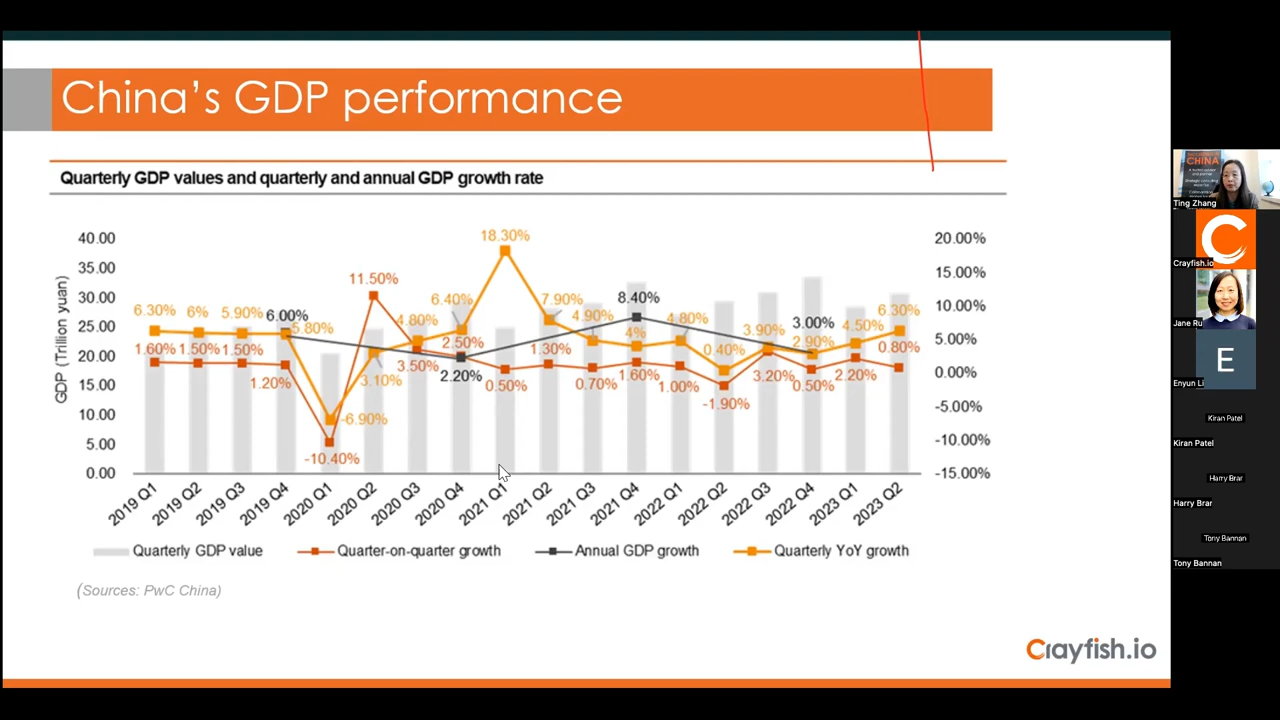 China's GDP performance
Quarterly GDP values and quarterly and annual GDP growth rate
GDP (Trillion yuan)
40.00
35.00
30.00
25.00
20.00
15.00
10.00
5.00
0.00
20.00%
15.00%
10.00%
5.00%
0.00%
-5.00%
-10.00%
-15.00%
6.30% 6% 5.90% 5.80% -6.90% 3.10% 4.80% 6.40% 18.30% 7.90% 4.90% 4% 4.80% 0.40% 3.90% 2.90% 4.50% 6.30%
1.60% 1.50% 1.50% 1.20% -10.40% 11.50% 3.50% 2.50% 0.50% 1.30% 0.70% 1.60% 1.00% -1.90% 3.20% 0.50% 2.20% 0.80%
6.00% 2.20% 8.40% 3.00%
2019 Q1 2019 Q2 2019 Q3 2019 Q4 2020 Q1 2020 Q2 2020 Q3 2020 Q4 2021 Q1 2021 Q2 2021 Q3 2021 Q4 2022 Q1 2022 Q2 2022 Q3 2022 Q4 2023 Q1 2023 Q2
Quarterly GDP value Quarter-on-quarter growth Annual GDP growth Quarterly YoY growth
(Sources: PwC China)
Crayfish.io
CHINA
Ting Zhang
C
Crayfish.io
Jane Ru
E
Enyun Li
Kiran Patel
Kiran Patel
Harry Brar
Harry Brar
Tony Bannan
Tony Bannan